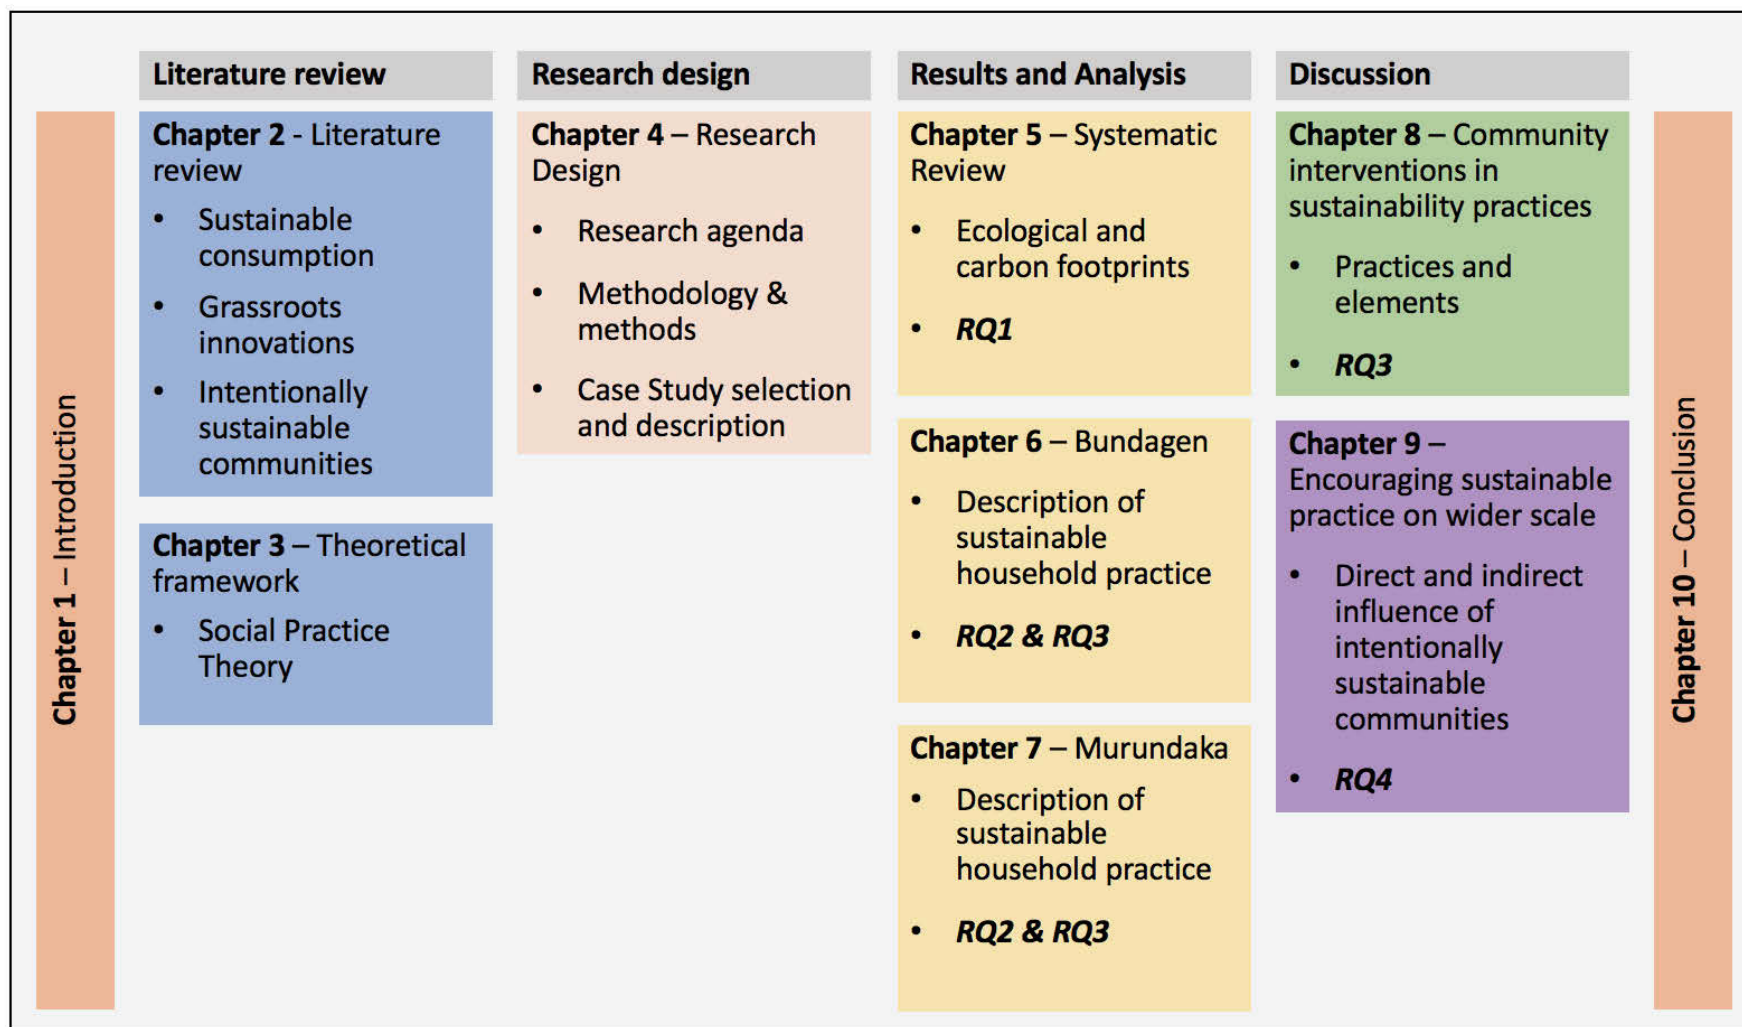 Chapter 1 – Introduction
Literature review
Chapter 2 - Literature
review
• Sustainable
consumption
• Grassroots
innovations
• Intentionally
sustainable
communities
Chapter 3 – Theoretical
framework
• Social Practice
Theory
Research design
Chapter 4 – Research
Design
• Research agenda
• Methodology &
methods
• Case Study selection
and description
Results and Analysis
Chapter 5 – Systematic
Review
• Ecological and
carbon footprints
• RQ1
Chapter 6 – Bundagen
• Description of
sustainable
household practice
• RQ2 & RQ3
Chapter 7 – Murundaka
• Description of
sustainable
household practice
• RQ2 & RQ3
Discussion
Chapter 8 – Community
interventions in
sustainability practices
• Practices and
elements
• RQ3
Chapter 9 –
Encouraging sustainable
practice on wider scale
• Direct and indirect
influence of
intentionally
sustainable
communities
• RQ4
Chapter 10 – Conclusion